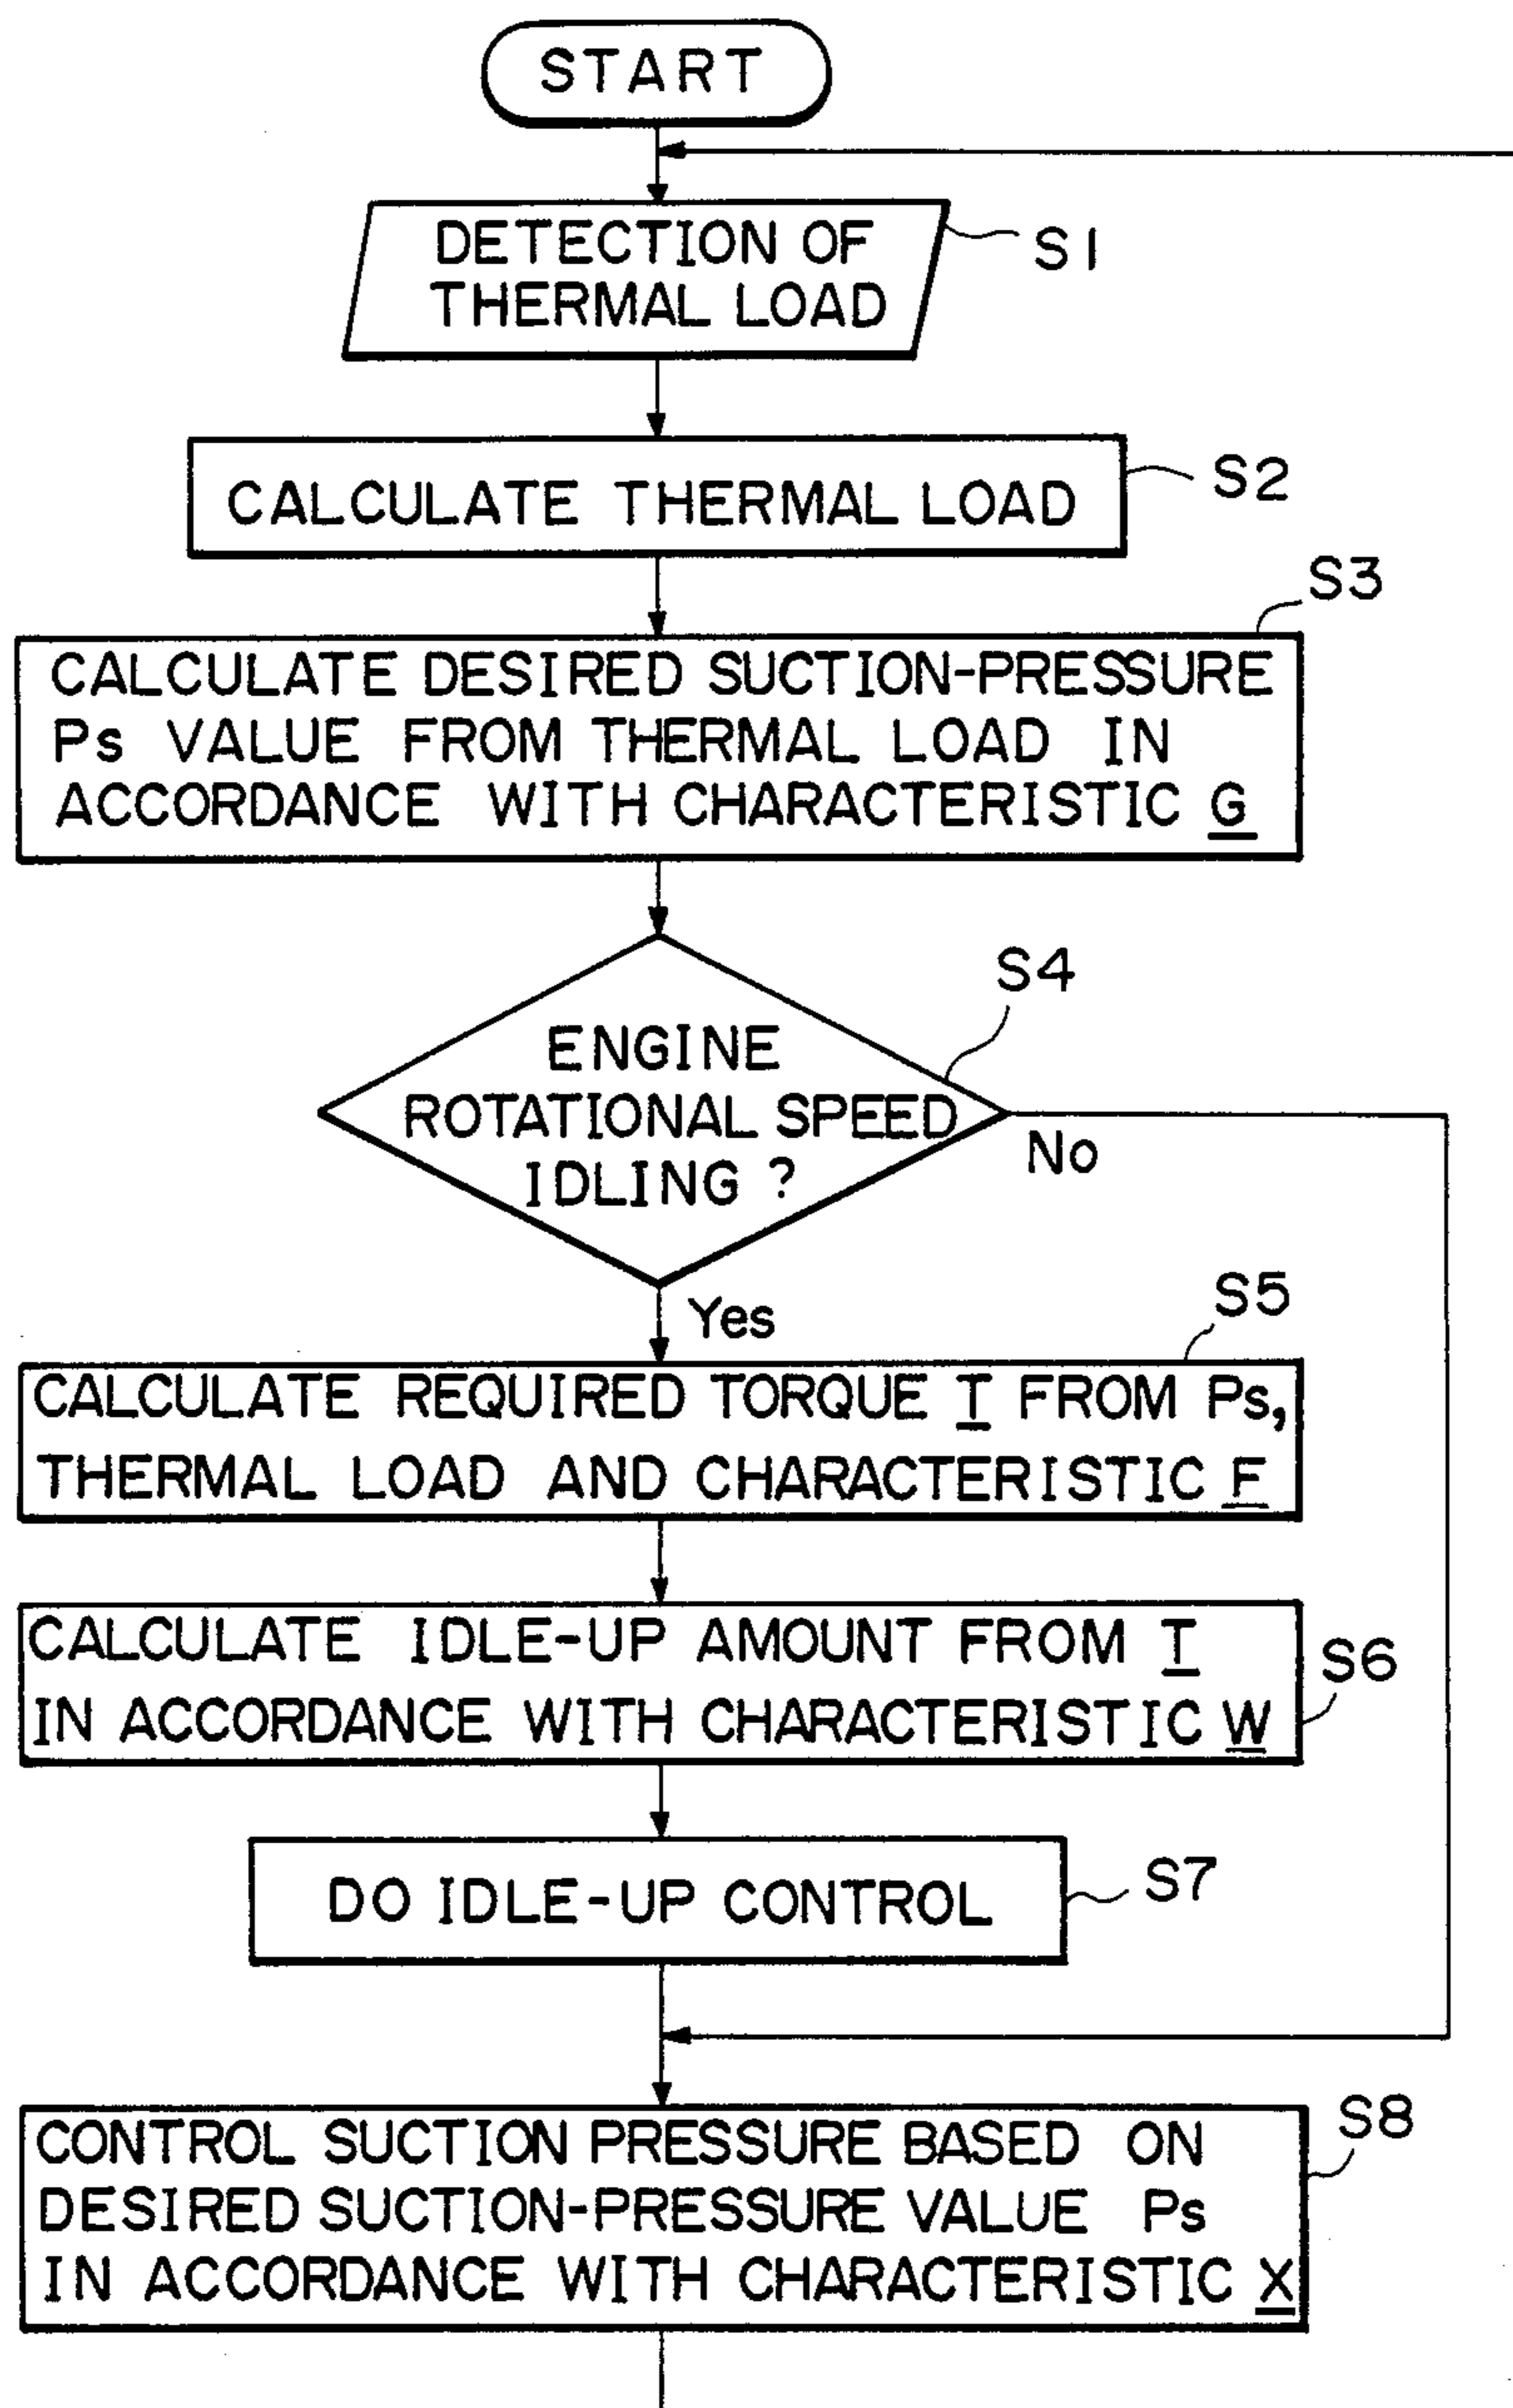 START
DETECTION OF
THERMAL LOAD
S1
CALCULATE THERMAL LOAD
S2
S3
CALCULATE DESIRED SUCTION-PRESSURE
Ps VALUE FROM THERMAL LOAD IN
ACCORDANCE WITH CHARACTERISTIC G
S4
ENGINE
ROTATIONAL SPEED
IDLING ?
No
Yes
S5
CALCULATE REQUIRED TORQUE T FROM Ps,
THERMAL LOAD AND CHARACTERISTIC F
CALCULATE IDLE-UP AMOUNT FROM T
IN ACCORDANCE WITH CHARACTERISTIC W
S6
DO IDLE-UP CONTROL
S7
S8
CONTROL SUCTION PRESSURE BASED ON
DESIRED SUCTION-PRESSURE VALUE Ps
IN ACCORDANCE WITH CHARACTERISTIC X